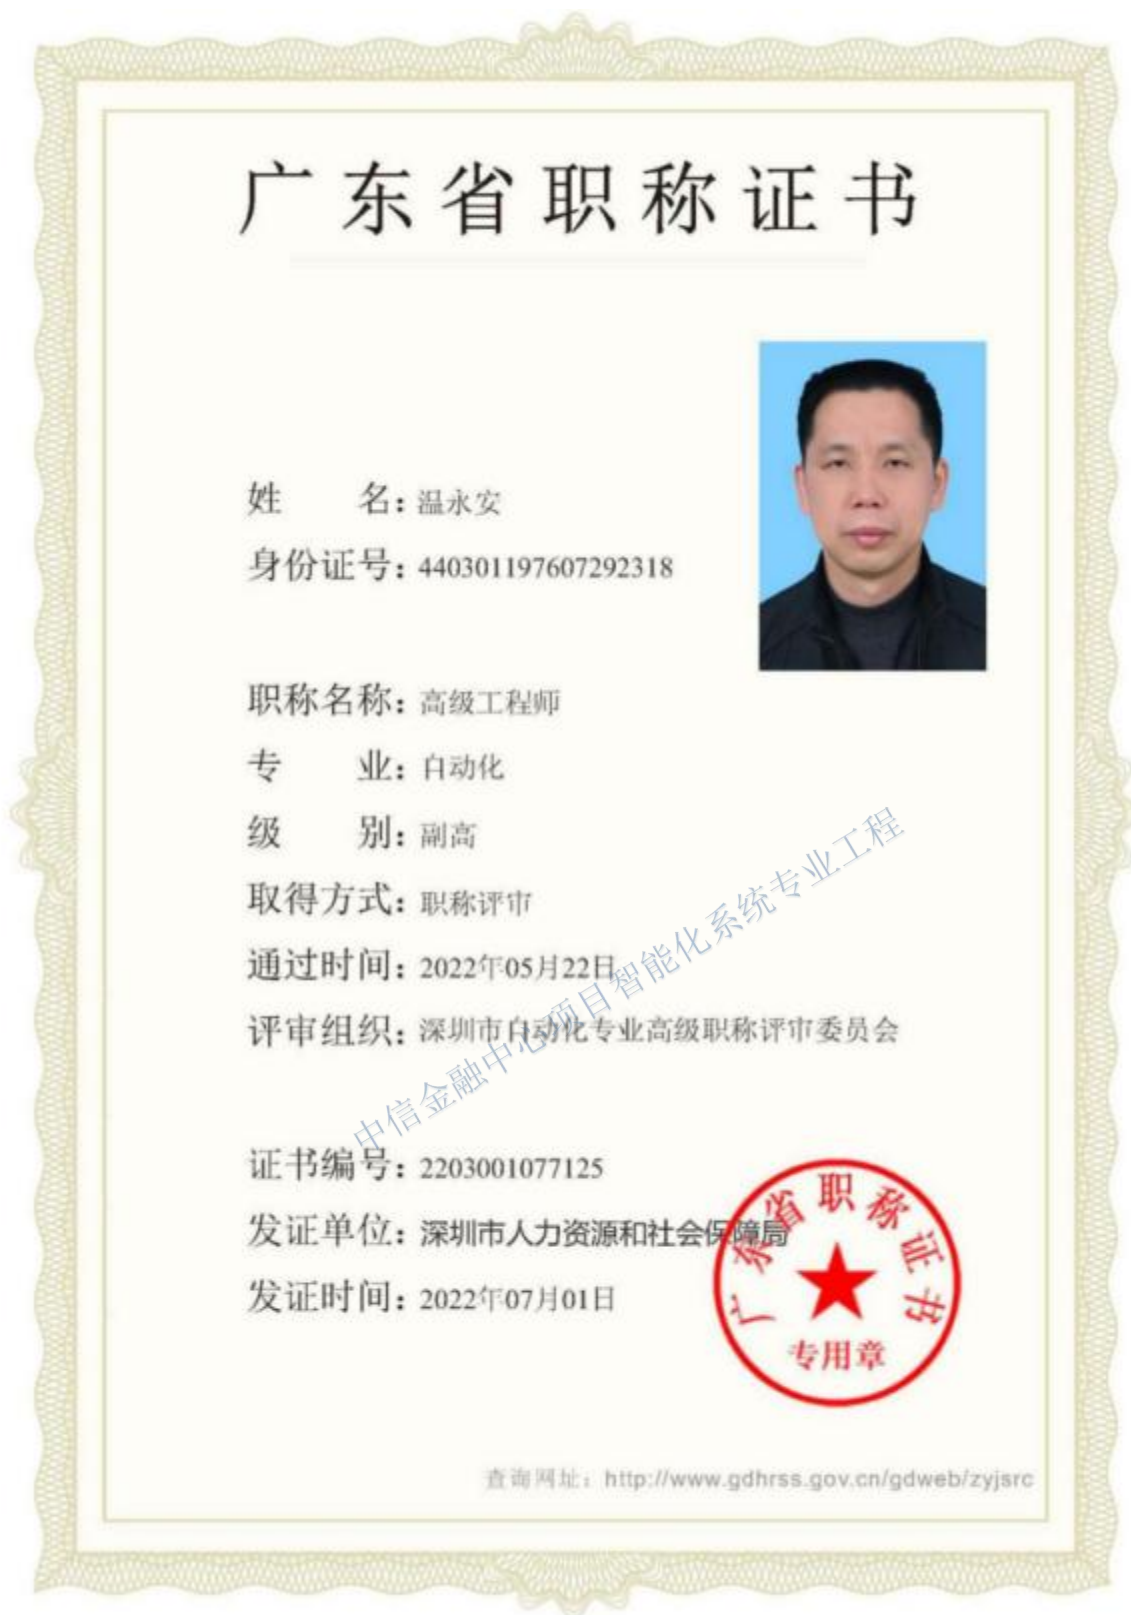 广东省职称证书
姓名：温永安
身份证号：440301197607292318
职称名称：高级工程师
专业：自动化
级别：副高
取得方式：职称评审
通过时间：2022年05月22日
评审组织：深圳市自动化专业高级职称评审委员会
中信金融中心项目智能化系统专业工程
证书编号：2203001077125
发证单位：深圳市人力资源和社会保障局
发证时间：2022年07月01日
广东省职称证书
专用章
查询网址：http://www.gdhrss.gov.cn/gdweb/zyjsrc